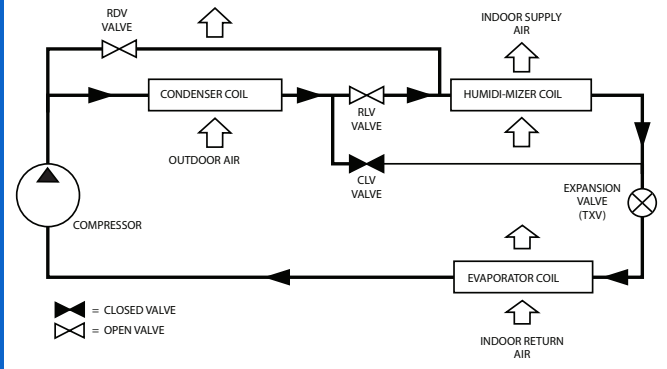 RDV
VALVE
INDOOR SUPPLY
AIR
CONDENSER COIL
HUMIDI-MIZER COIL
RLV
VALVE
OUTDOOR AIR
CLV
VALVE
EXPANSION
VALVE
(TXV)
COMPRESSOR
EVAPORATOR COIL
= CLOSED VALVE
= OPEN VALVE
INDOOR RETURN
AIR